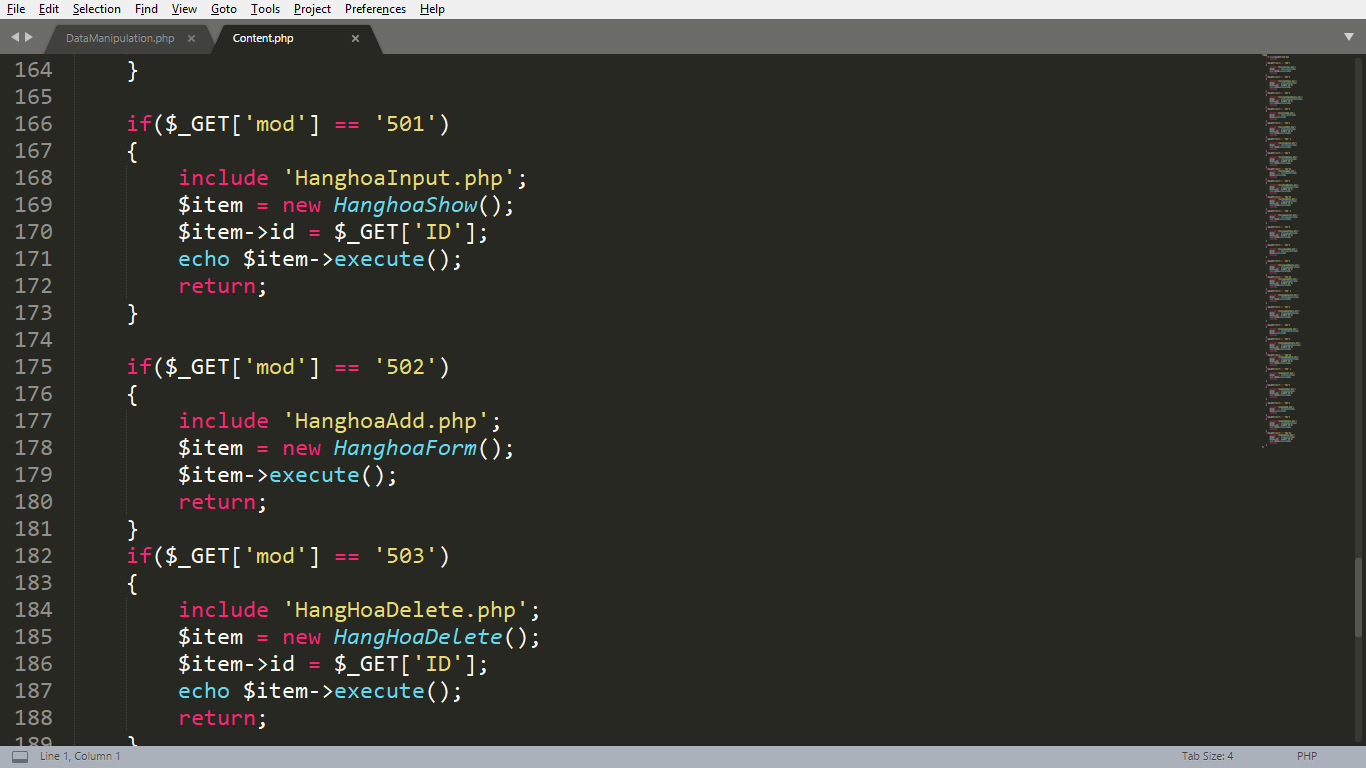 File Edit Selection Find View Goto Tools Project Preferences Help
DataManipulation.php × Content.php ×
164 }
165
166 if($_GET['mod'] == '501')
167 {
168 include 'HanghoaInput.php';
169 $item = new HanghoaShow();
170 $item->id = $_GET['ID'];
171 echo $item->execute();
172 return;
173 }
174
175 if($_GET['mod'] == '502')
176 {
177 include 'HanghoaAdd.php';
178 $item = new HanghoaForm();
179 $item->execute();
180 return;
181 }
182 if($_GET['mod'] == '503')
183 {
184 include 'HangHoaDelete.php';
185 $item = new HangHoaDelete();
186 $item->id = $_GET['ID'];
187 echo $item->execute();
188 return;
189 }
Line 1, Column 1 Tab Size: 4 PHP